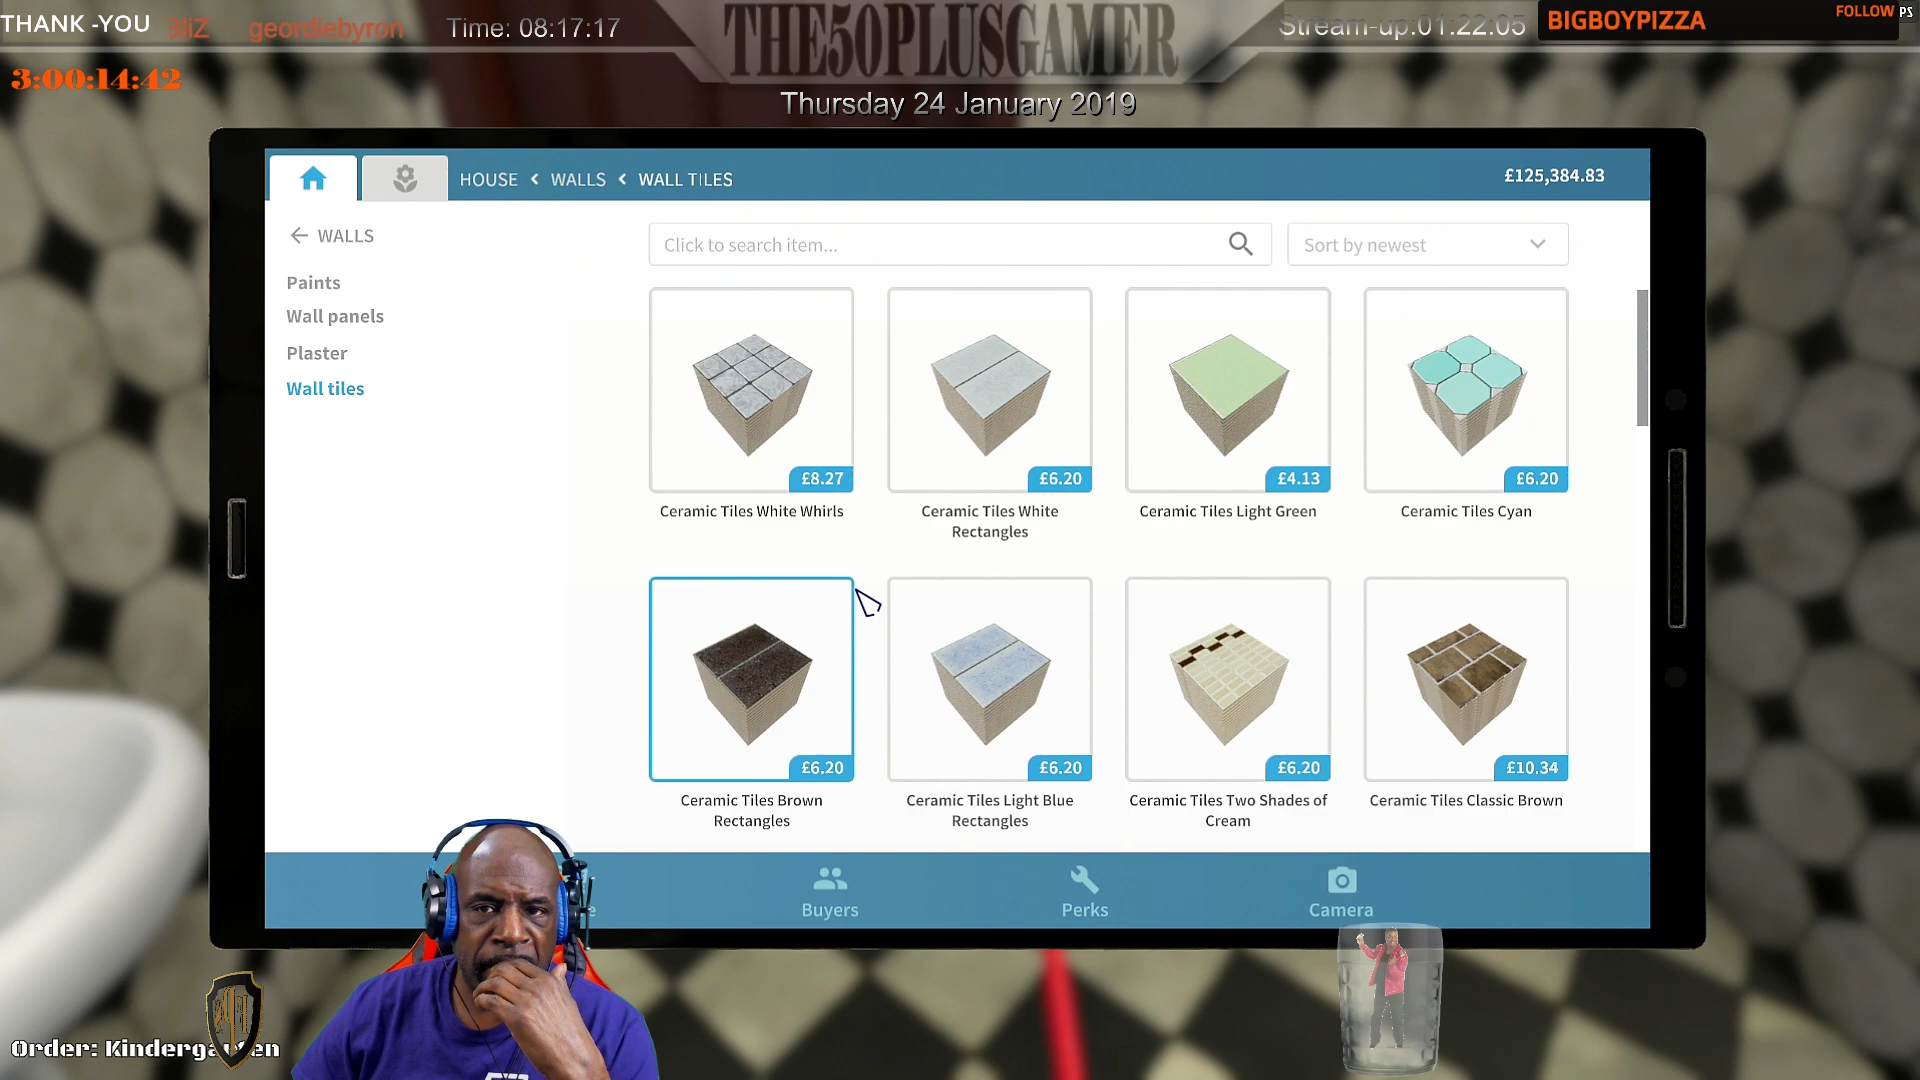 THANK -YOU
BliZ
geordiebyron
Time: 08:17:17
THE50PLUSGAMER
Stream-up:01:22:05
BIGBOYPIZZA
FOLLOW PS
3:00:14:42
Thursday 24 January 2019
HOUSE < WALLS < WALL TILES
£125,384.83
WALLS
Click to search item...
Sort by newest
Paints
Wall panels
Plaster
Wall tiles
£8.27
£6.20
£4.13
£6.20
Ceramic Tiles White Whirls
Ceramic Tiles White
Rectangles
Ceramic Tiles Light Green
Ceramic Tiles Cyan
£6.20
£6.20
£6.20
£10.34
Ceramic Tiles Brown
Rectangles
Ceramic Tiles Light Blue
Rectangles
Ceramic Tiles Two Shades of
Cream
Ceramic Tiles Classic Brown
Buyers
Perks
Camera